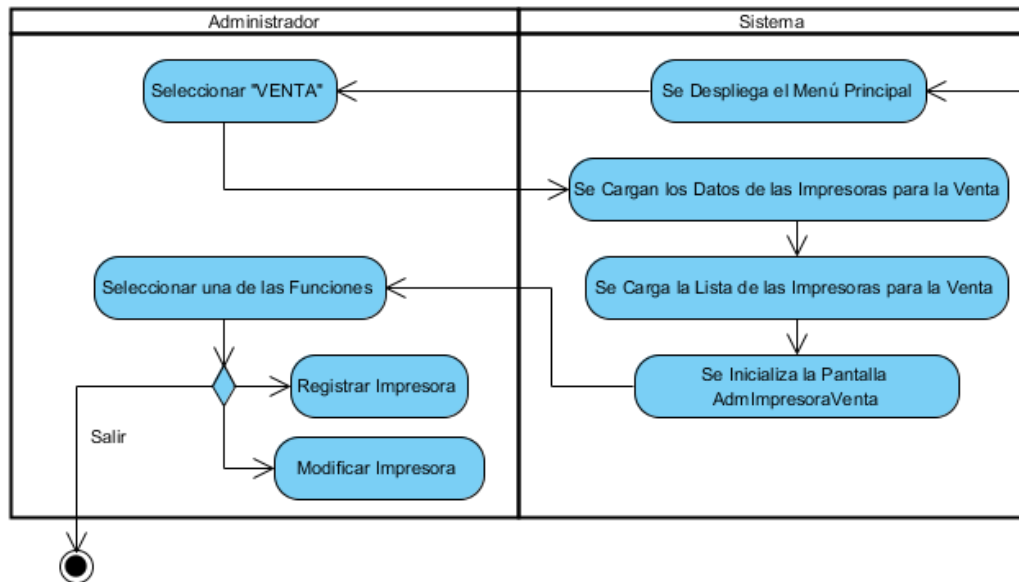 Administrador
Sistema
Seleccionar "VENTA"
Se Despliega el Menú Principal
Se Cargan los Datos de las Impresoras para la Venta
Seleccionar una de las Funciones
Se Carga la Lista de las Impresoras para la Venta
Registrar Impresora
Se Inicializa la Pantalla
AdmImpresoraVenta
Salir
Modificar Impresora